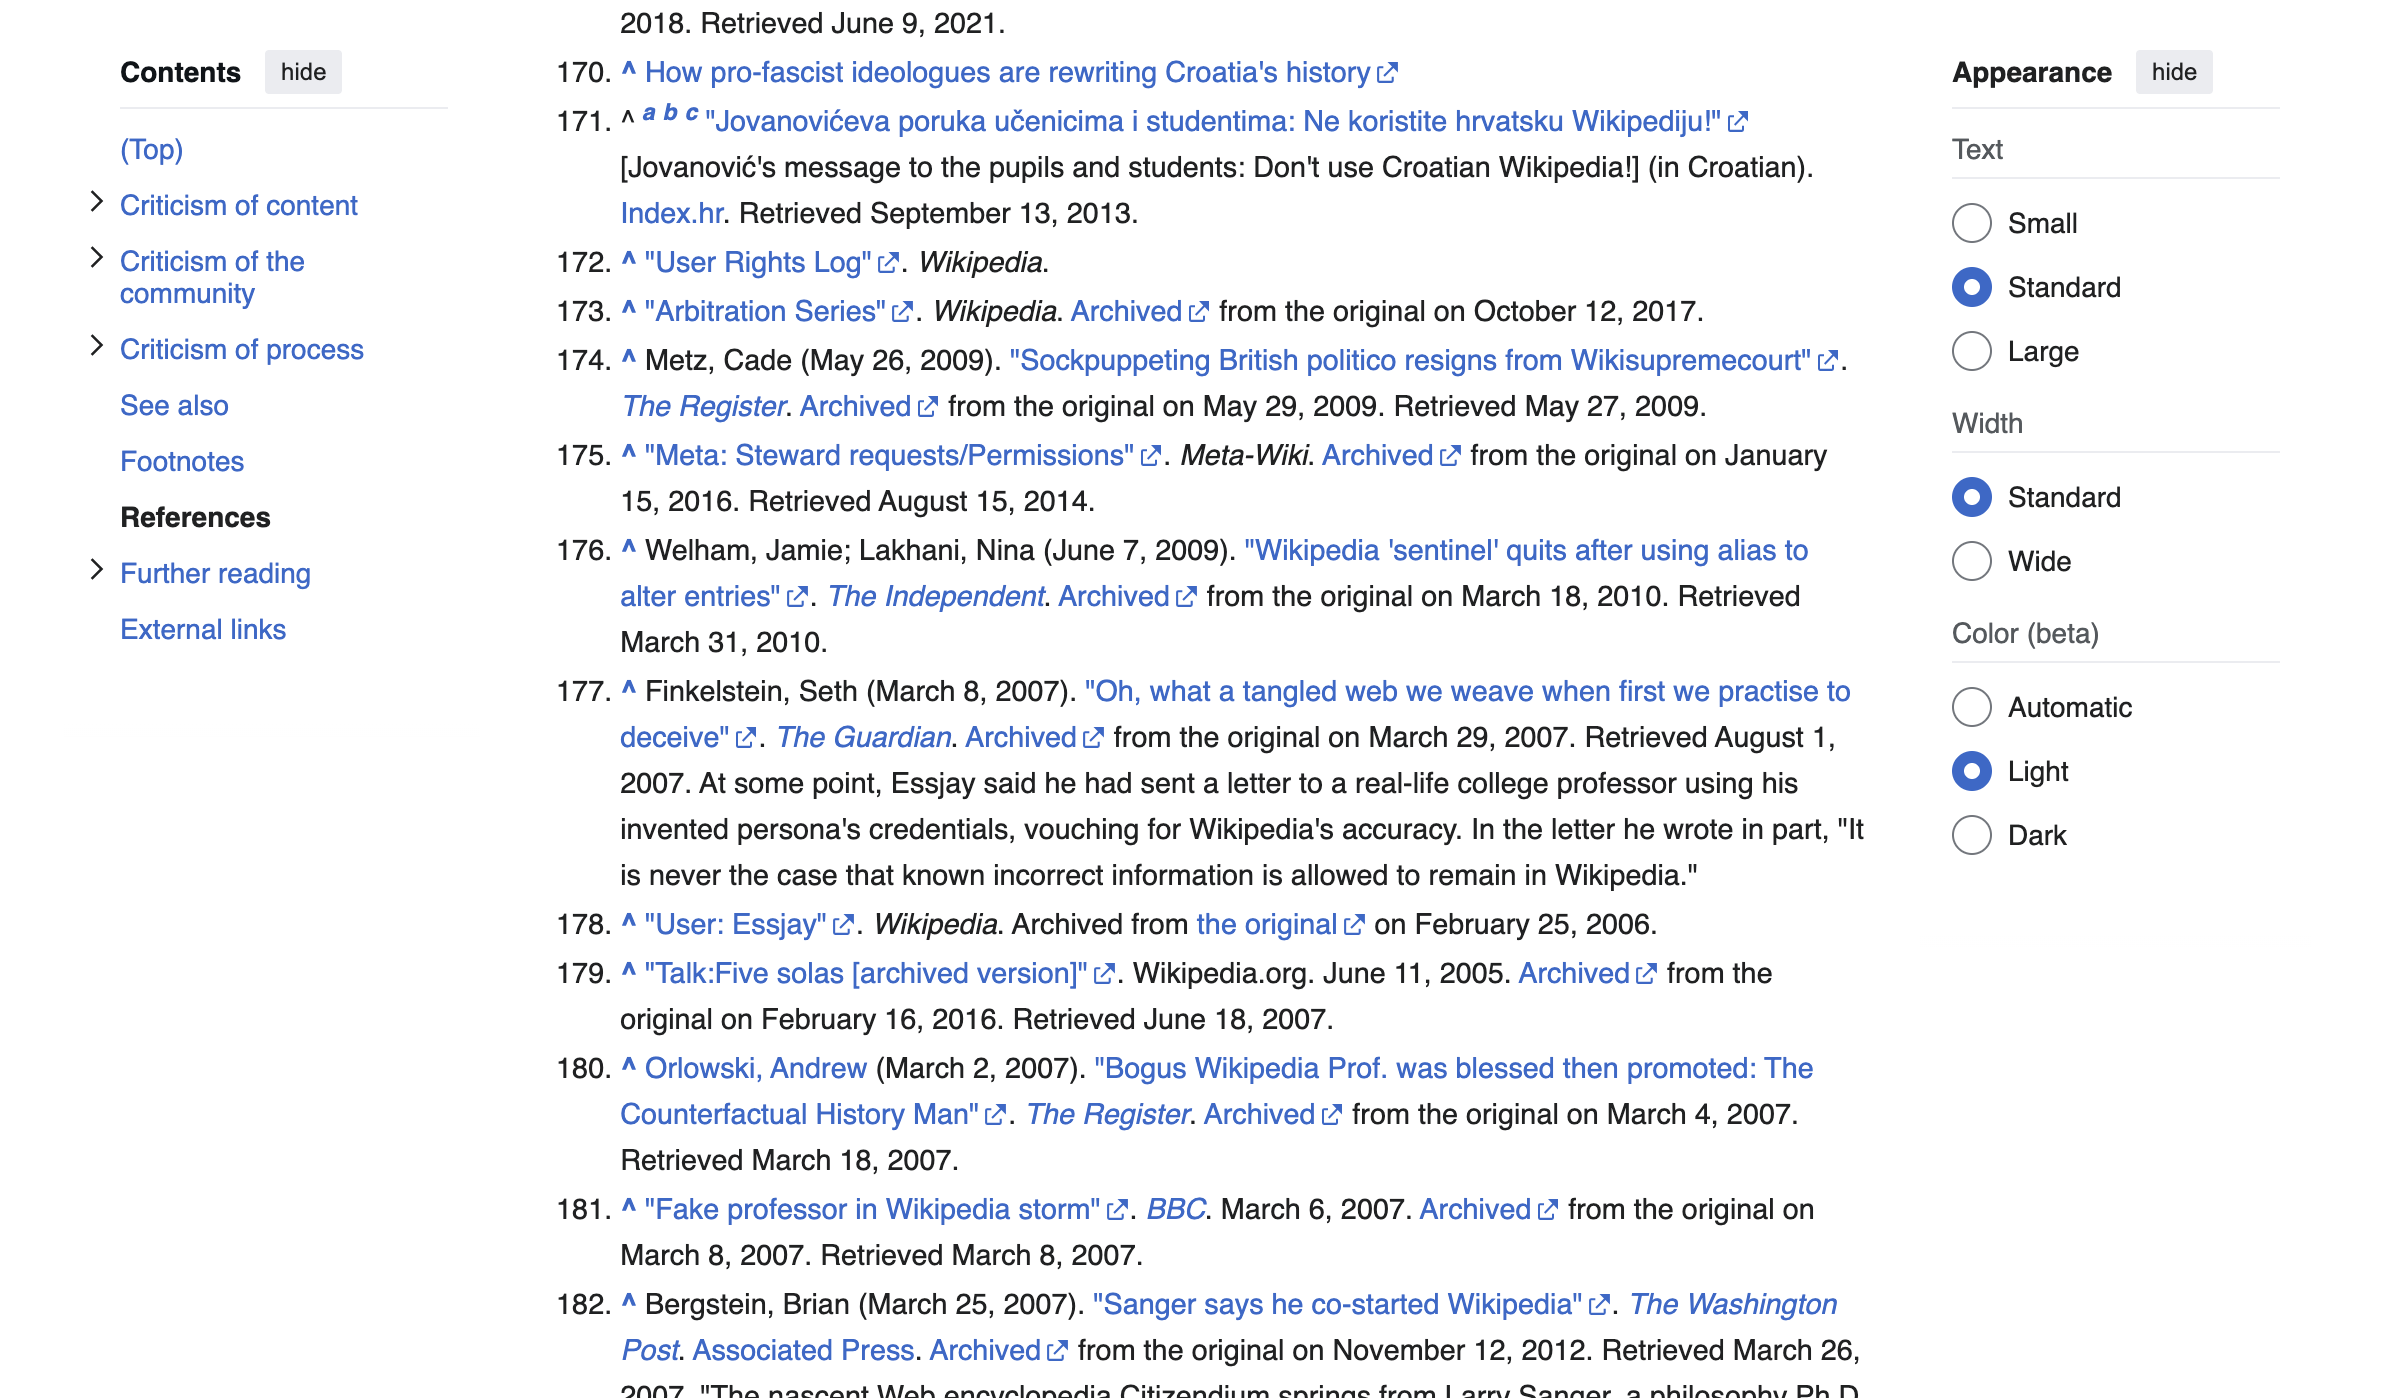 Contents hide
(Top)
Criticism of content
Criticism of the
community
Criticism of process
See also
Footnotes
References
Further reading
External links
2018. Retrieved June 9, 2021.
170. ^ How pro-fascist ideologues are rewriting Croatia's history
171. ^ a b c "Jovanovićeva poruka učenicima i studentima: Ne koristite hrvatsku Wikipediju!"
[Jovanović's message to the pupils and students: Don't use Croatian Wikipedia!] (in Croatian).
Index.hr. Retrieved September 13, 2013.
172. ^ "User Rights Log". Wikipedia.
173. ^ "Arbitration Series". Wikipedia. Archived from the original on October 12, 2017.
174. ^ Metz, Cade (May 26, 2009). "Sockpuppeting British politico resigns from Wikisupremecourt".
The Register. Archived from the original on May 29, 2009. Retrieved May 27, 2009.
175. ^ "Meta: Steward requests/Permissions". Meta-Wiki. Archived from the original on January
15, 2016. Retrieved August 15, 2014.
176. ^ Welham, Jamie; Lakhani, Nina (June 7, 2009). "Wikipedia 'sentinel' quits after using alias to
alter entries". The Independent. Archived from the original on March 18, 2010. Retrieved
March 31, 2010.
177. ^ Finkelstein, Seth (March 8, 2007). "Oh, what a tangled web we weave when first we practise to
deceive". The Guardian. Archived from the original on March 29, 2007. Retrieved August 1,
2007. At some point, Essjay said he had sent a letter to a real-life college professor using his
invented persona's credentials, vouching for Wikipedia's accuracy. In the letter he wrote in part, "It
is never the case that known incorrect information is allowed to remain in Wikipedia."
178. ^ "User: Essjay". Wikipedia. Archived from the original on February 25, 2006.
179. ^ "Talk:Five solas [archived version]". Wikipedia.org. June 11, 2005. Archived from the
original on February 16, 2016. Retrieved June 18, 2007.
180. ^ Orlowski, Andrew (March 2, 2007). "Bogus Wikipedia Prof. was blessed then promoted: The
Counterfactual History Man". The Register. Archived from the original on March 4, 2007.
Retrieved March 18, 2007.
181. ^ "Fake professor in Wikipedia storm". BBC. March 6, 2007. Archived from the original on
March 8, 2007. Retrieved March 8, 2007.
182. ^ Bergstein, Brian (March 25, 2007). "Sanger says he co-started Wikipedia". The Washington
Post. Associated Press. Archived from the original on November 12, 2012. Retrieved March 26,
2007. "The nascent Web encyclopedia Citizendium springs from Larry Sanger, a philosophy Ph.D.
Appearance hide
Text
Small
Standard
Large
Width
Standard
Wide
Color (beta)
Automatic
Light
Dark